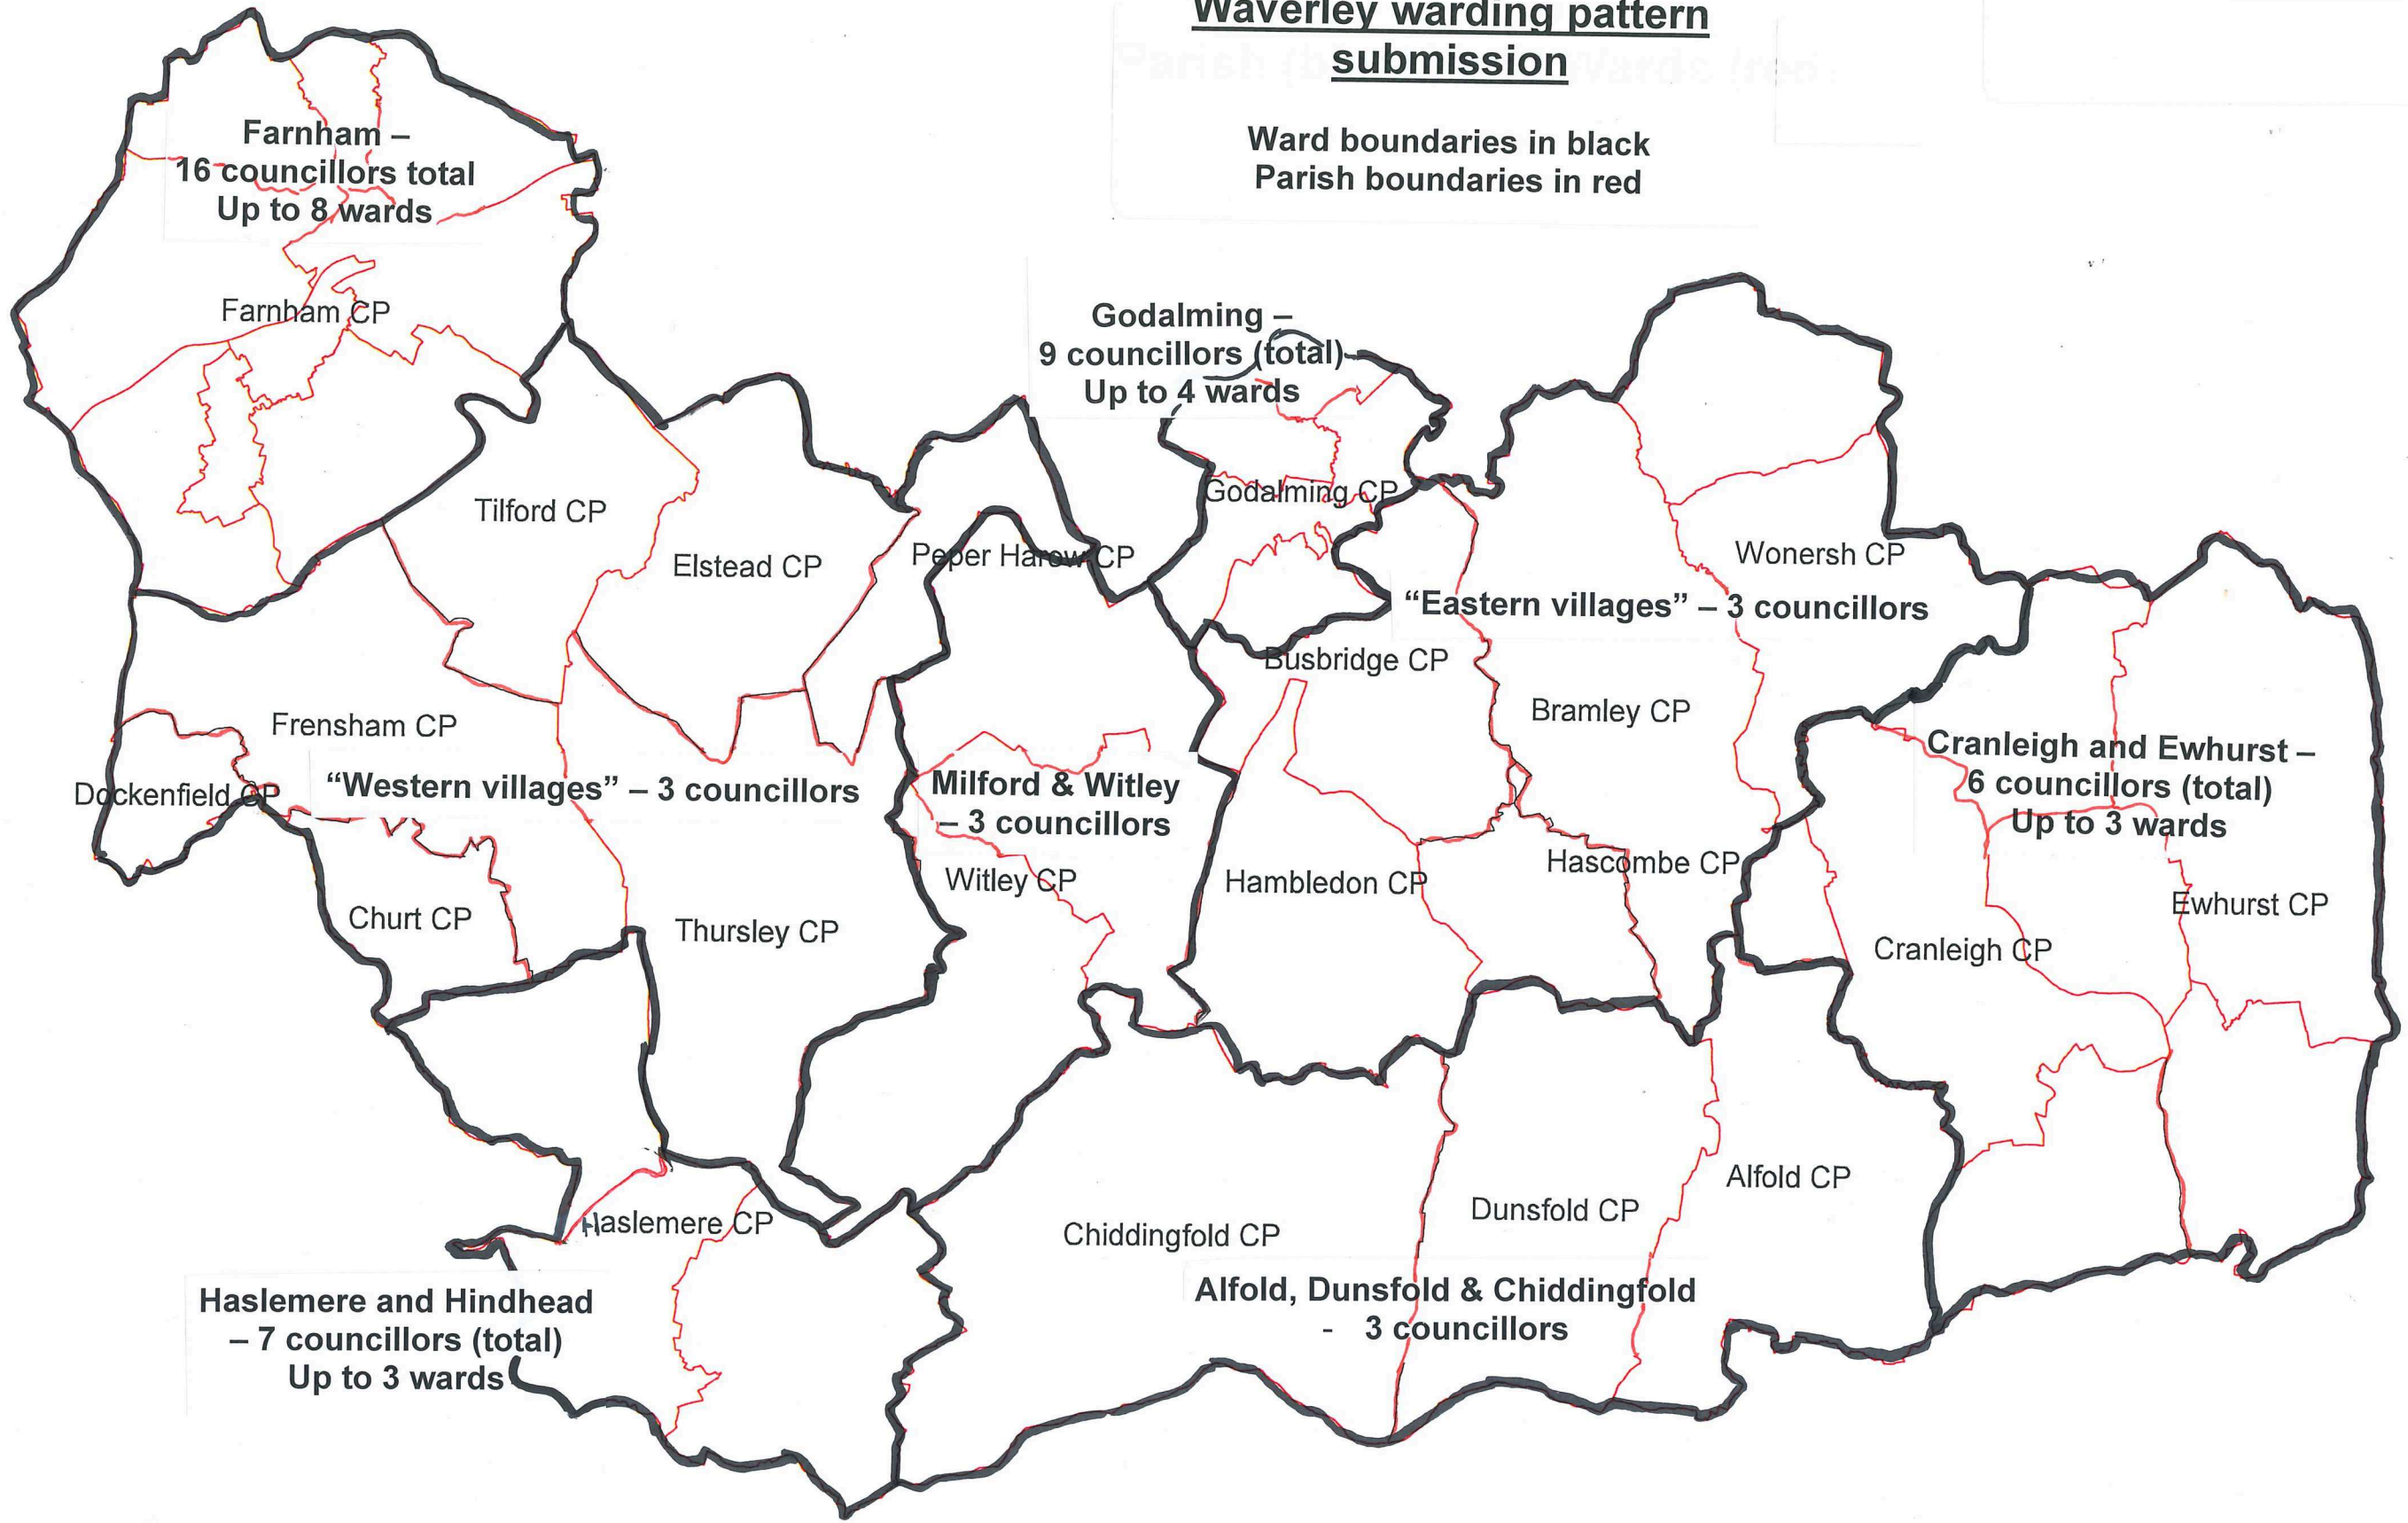 Waverley warding pattern
submission
Ward boundaries in black
Parish boundaries in red
Farnham –
16 councillors total
Up to 8 wards
Farnham CP
Godalming –
9 councillors (total)
Up to 4 wards
Godalming CP
Tilford CP
Elstead CP
Peper Harow CP
Wonersh CP
"Eastern villages" – 3 councillors
Busbridge CP
Bramley CP
Frensham CP
Dockenfield CP
"Western villages" – 3 councillors
Milford & Witley
– 3 councillors
Witley CP
Cranleigh and Ewhurst –
6 councillors (total)
Up to 3 wards
Hambledon CP
Hascombe CP
Churt CP
Thursley CP
Cranleigh CP
Ewhurst CP
Alfold CP
Dunsfold CP
Chiddingfold CP
Haslemere CP
Alfold, Dunsfold & Chiddingfold
- 3 councillors
Haslemere and Hindhead
– 7 councillors (total)
Up to 3 wards